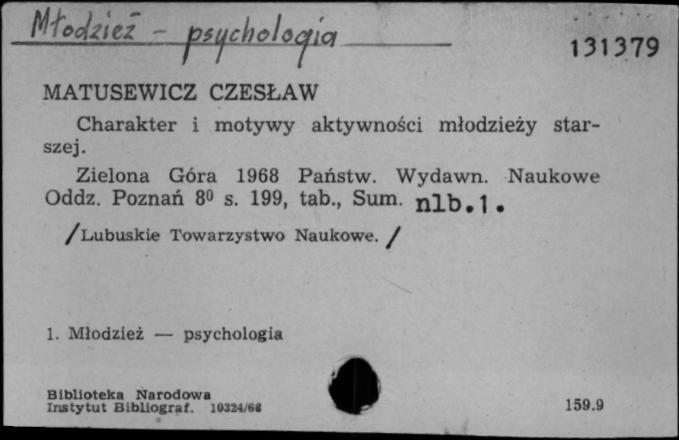 Młodzież - psychologia
131379
MATUSEWICZ CZESŁAW
Charakter i motywy aktywności młodzieży star-
szej.
Zielona Góra 1968 Państw. Wydawn. Naukowe
Oddz. Poznań 8⁰ s. 199, tab., Sum. nlb.1.
/Lubuskie Towarzystwo Naukowe./
1. Młodzież — psychologia
Biblioteka Narodowa
Instytut Bibliograf. 10324/68
159.9